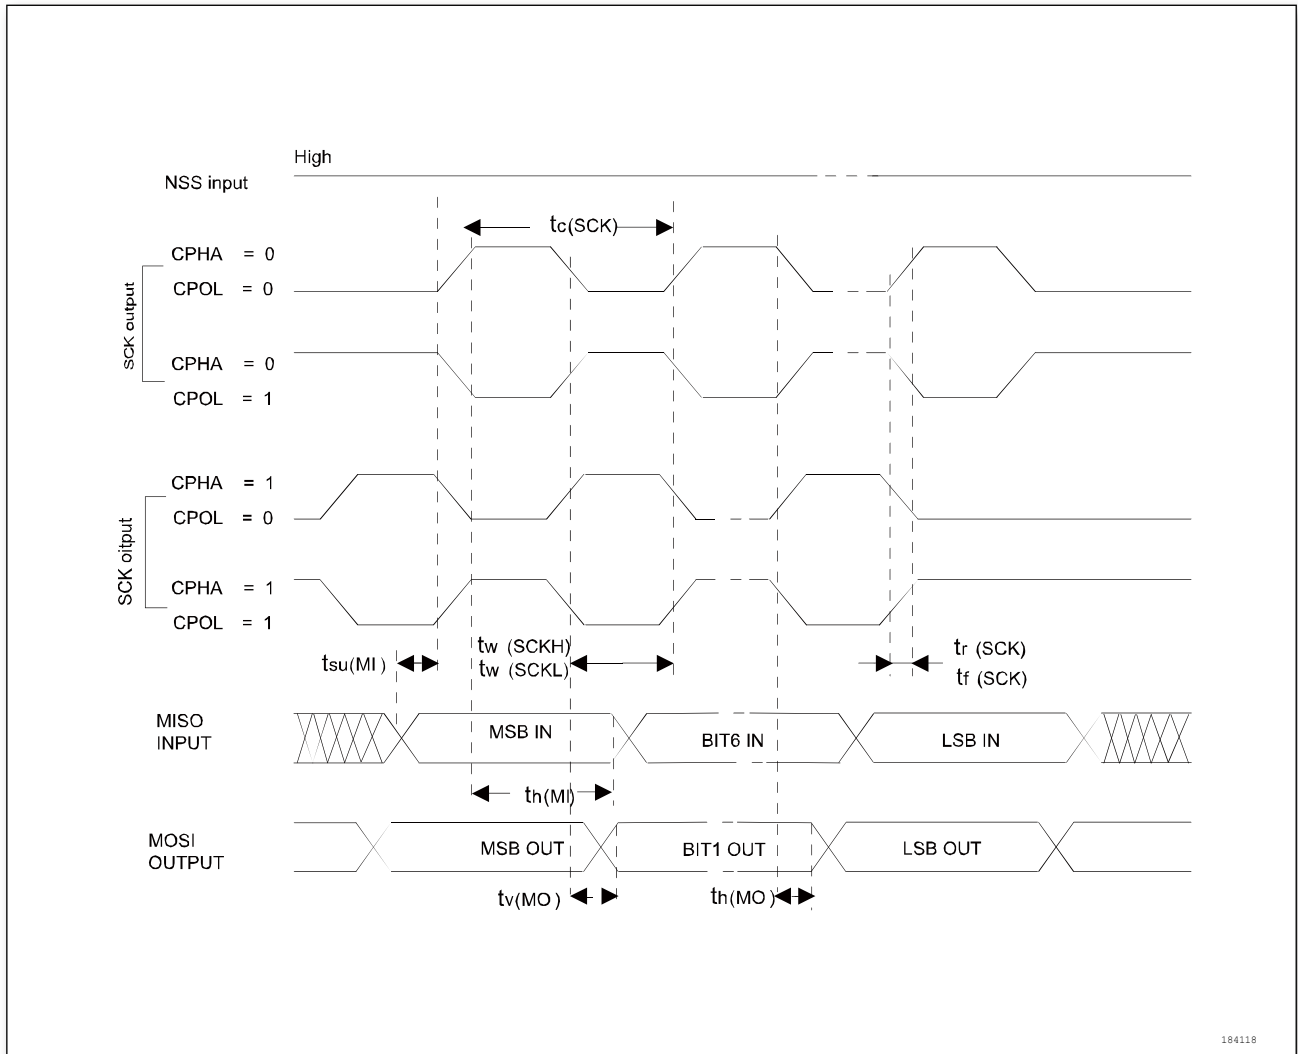 High
NSS input
tc(SCK)
CPHA = 0
CPOL = 0
SCK output
CPHA = 0
CPOL = 1
CPHA = 1
CPOL = 0
SCK oitput
CPHA = 1
CPOL = 1
tsu(MI )
tw (SCKH)
tw (SCKL)
tr (SCK)
tf (SCK)
MISO
INPUT
MSB IN
BIT6 IN
LSB IN
th(MI)
MOSI
OUTPUT
MSB OUT
BIT1 OUT
LSB OUT
tv(MO )
th(MO)
184118